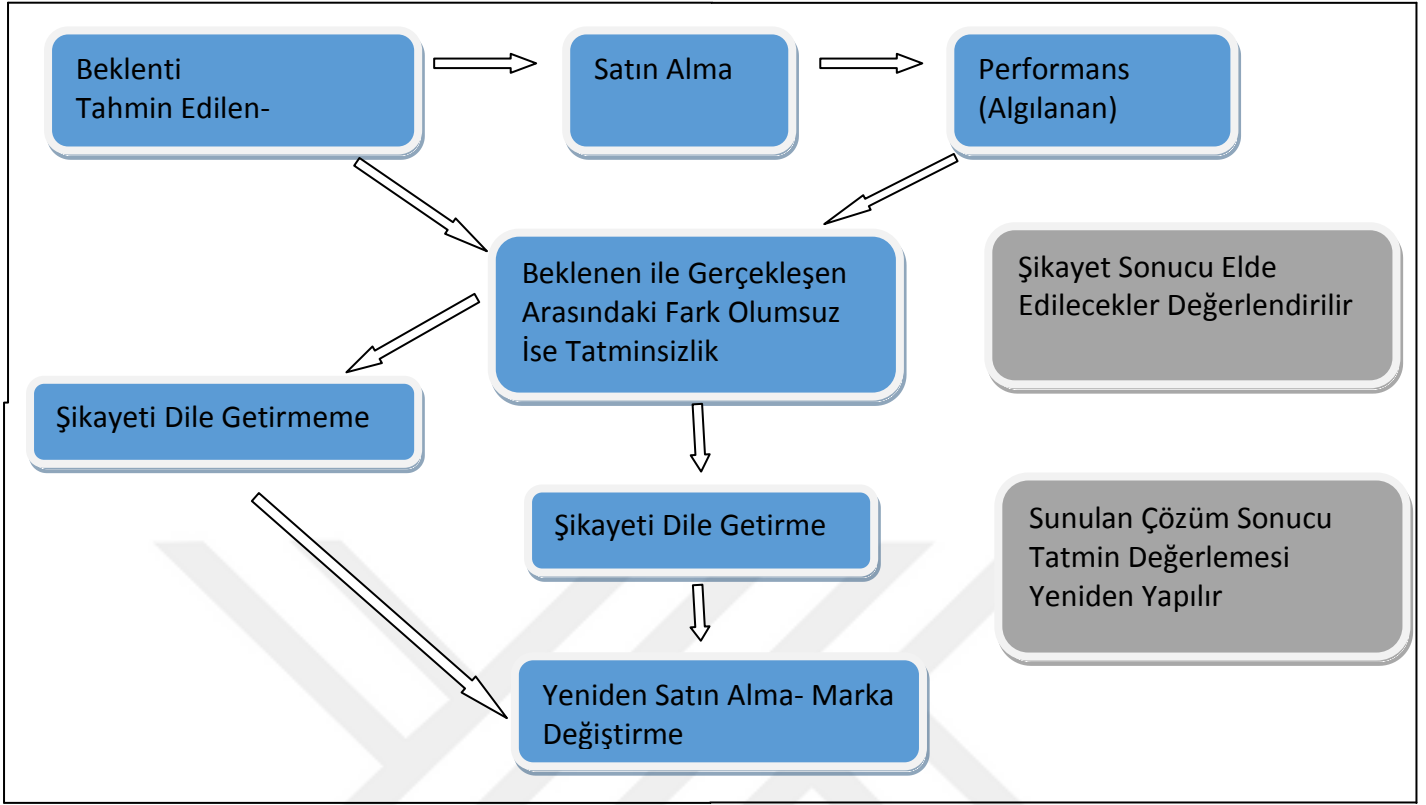 Beklenti
Tahmin Edilen-
Satın Alma
Performans
(Algılanan)
Beklenen ile Gerçekleşen
Arasındaki Fark Olumsuz
İse Tatminsizlik
Şikayet Sonucu Elde
Edilecekler Değerlendirilir
Şikayeti Dile Getirmeme
Şikayeti Dile Getirme
Sunulan Çözüm Sonucu
Tatmin Değerlemesi
Yeniden Yapılır
Yeniden Satın Alma- Marka
Değiştirme